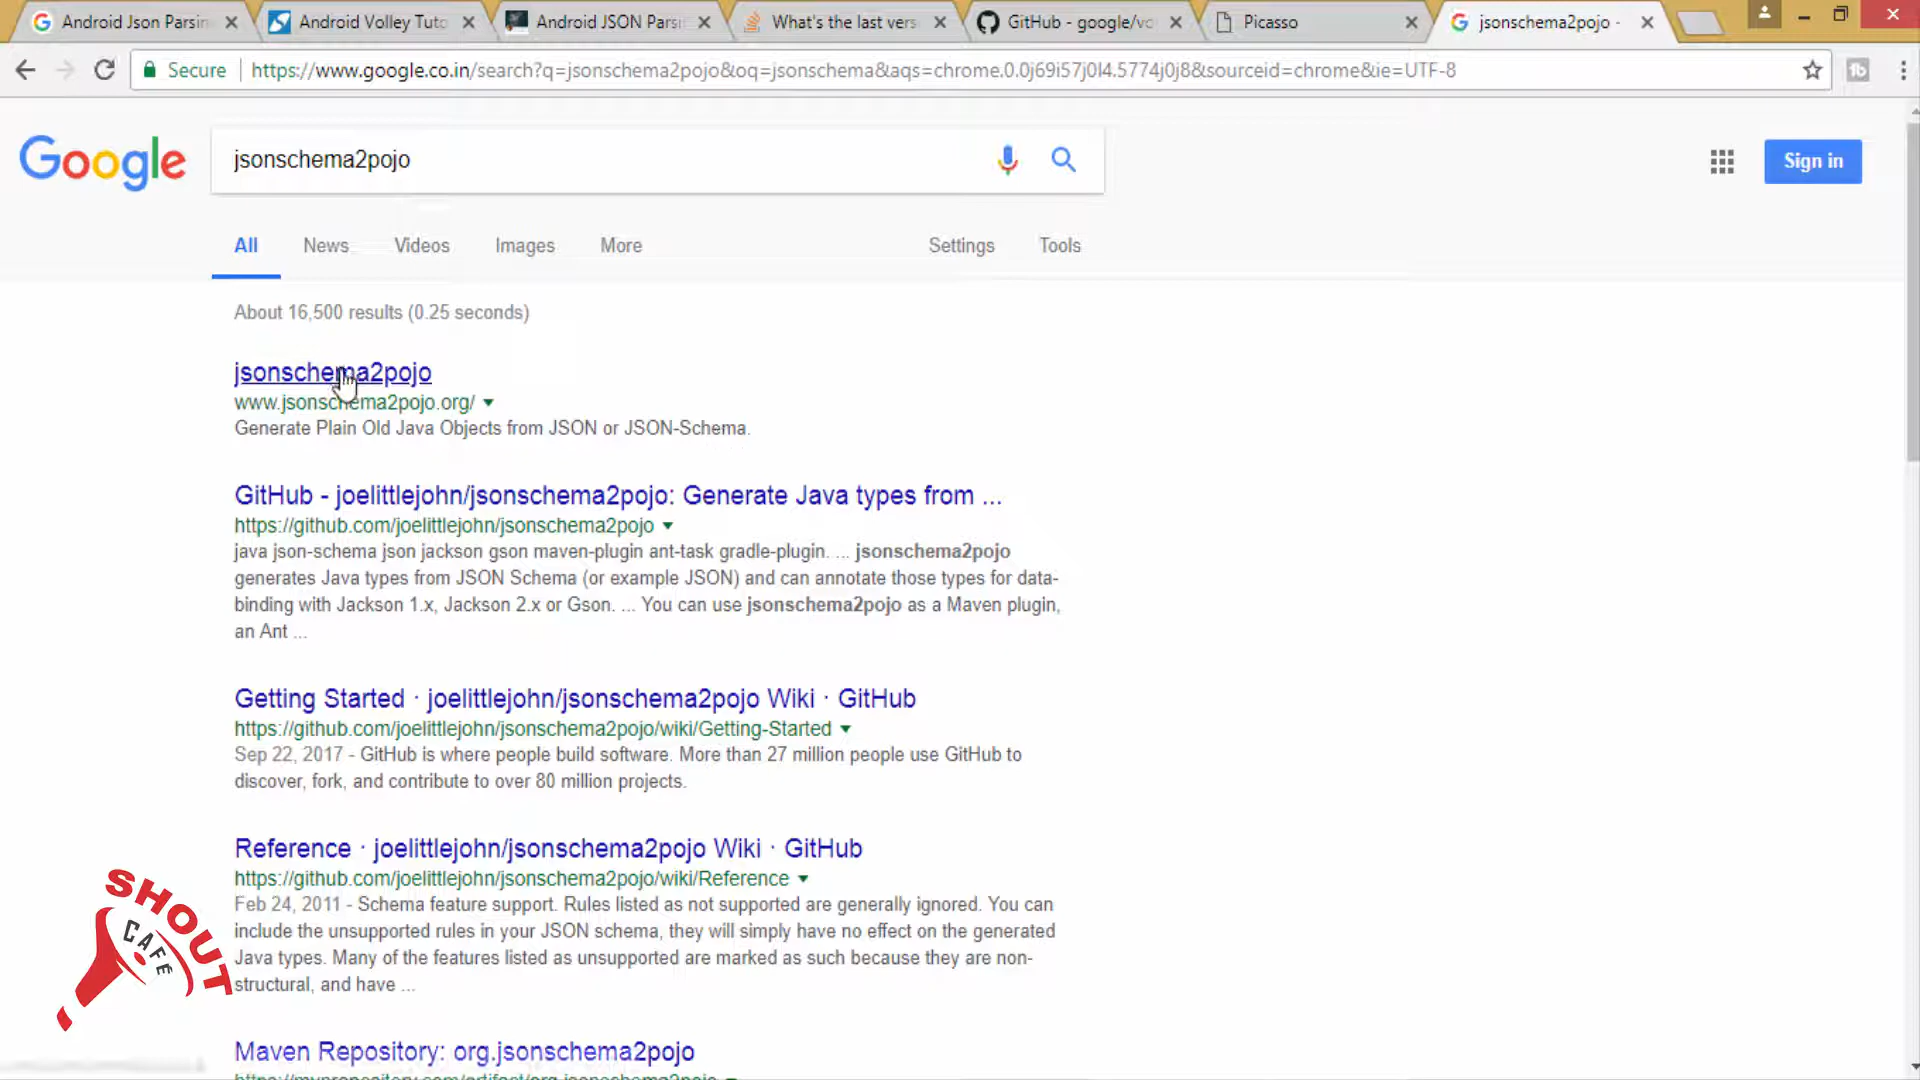 Android Json Parsin
Android Volley Tuto
Android JSON Parsi
What's the last vers
GitHub - google/vo
Picasso
jsonschema2pojo -
Secure
https://www.google.co.in/search?q=jsonschema2pojo&oq=jsonschema&aqs=chrome.0.0j69i57j0l4.5774j0j8&sourceid=chrome&ie=UTF-8
Google
jsonschema2pojo
Sign in
All
News
Videos
Images
More
Settings
Tools
About 16,500 results (0.25 seconds)
jsonschema2pojo
www.jsonschema2pojo.org/
Generate Plain Old Java Objects from JSON or JSON-Schema.
GitHub - joelittlejohn/jsonschema2pojo: Generate Java types from ...
https://github.com/joelittlejohn/jsonschema2pojo
java json-schema json jackson gson maven-plugin ant-task gradle-plugin. ... jsonschema2pojo
generates Java types from JSON Schema (or example JSON) and can annotate those types for data-
binding with Jackson 1.x, Jackson 2.x or Gson. ... You can use jsonschema2pojo as a Maven plugin,
an Ant ...
Getting Started · joelittlejohn/jsonschema2pojo Wiki · GitHub
https://github.com/joelittlejohn/jsonschema2pojo/wiki/Getting-Started
Sep 22, 2017 - GitHub is where people build software. More than 27 million people use GitHub to
discover, fork, and contribute to over 80 million projects.
Reference · joelittlejohn/jsonschema2pojo Wiki · GitHub
https://github.com/joelittlejohn/jsonschema2pojo/wiki/Reference
Feb 24, 2011 - Schema feature support. Rules listed as not supported are generally ignored. You can
include the unsupported rules in your JSON schema, they will simply have no effect on the generated
Java types. Many of the features listed as unsupported are marked as such because they are non-
structural, and have ...
SHOUT
CAFE
Maven Repository: org.jsonschema2pojo